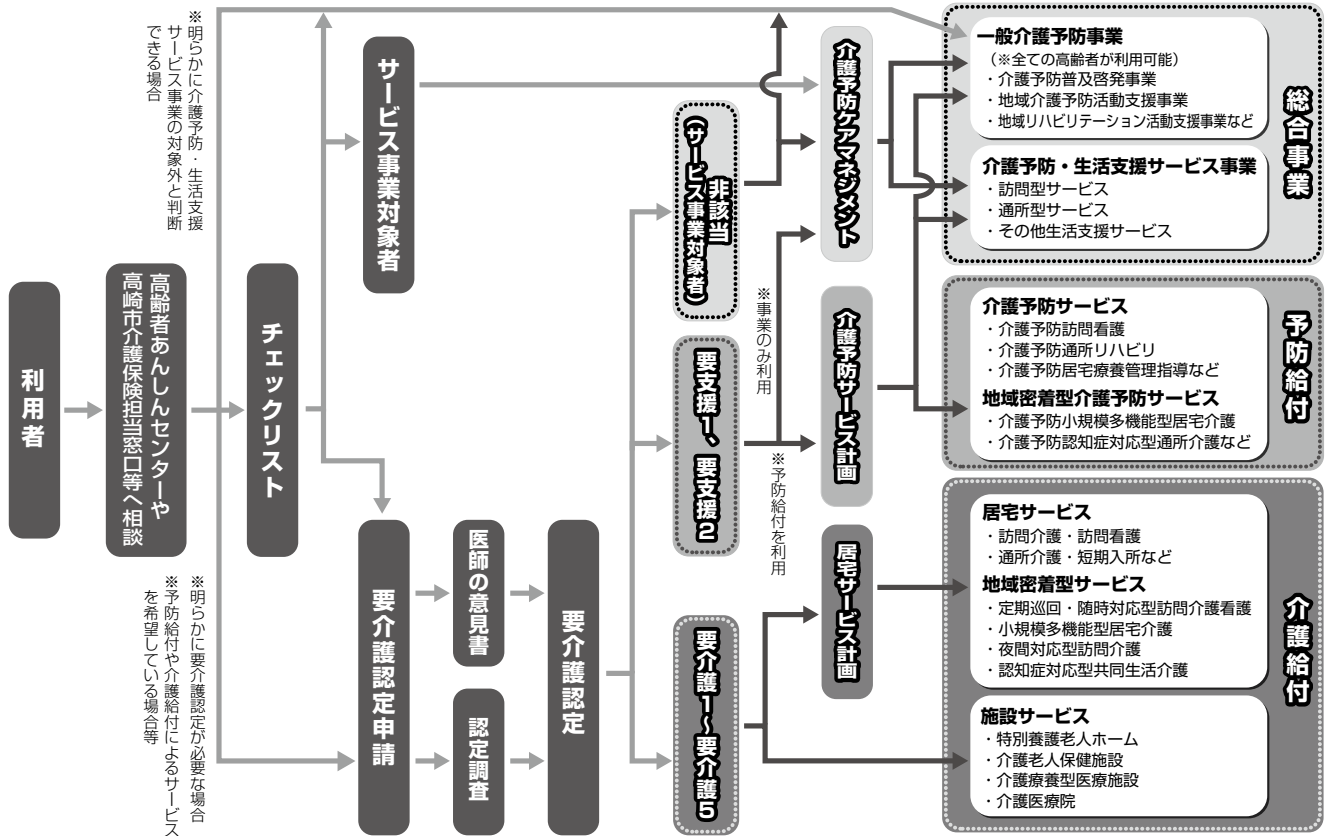 利用者
高齢者あんしんセンターや
高崎市介護保険担当窓口等へ相談
※明らかに介護予防・生活支援
サービス事業の対象外と判断
できる場合
※明らかに要介護認定が必要な場合
※予防給付や介護給付によるサービス
を希望している場合等
チェックリスト
サービス事業対象者
要介護認定申請
医師の意見書
認定調査
要介護認定
非該当
(サービス事業対象者)
要支援1、要支援2
要介護1～要介護5
※事業のみ利用
※予防給付を利用
介護予防ケアマネジメント
介護予防サービス計画
居宅サービス計画
総合事業
一般介護予防事業
(※全ての高齢者が利用可能)
・介護予防普及啓発事業
・地域介護予防活動支援事業
・地域リハビリテーション活動支援事業など
介護予防・生活支援サービス事業
・訪問型サービス
・通所型サービス
・その他生活支援サービス
予防給付
介護予防サービス
・介護予防訪問看護
・介護予防通所リハビリ
・介護予防居宅療養管理指導など
地域密着型介護予防サービス
・介護予防小規模多機能型居宅介護
・介護予防認知症対応型通所介護など
介護給付
居宅サービス
・訪問介護・訪問看護
・通所介護・短期入所など
地域密着型サービス
・定期巡回・随時対応型訪問介護看護
・小規模多機能型居宅介護
・夜間対応型訪問介護
・認知症対応型共同生活介護
施設サービス
・特別養護老人ホーム
・介護老人保健施設
・介護療養型医療施設
・介護医療院